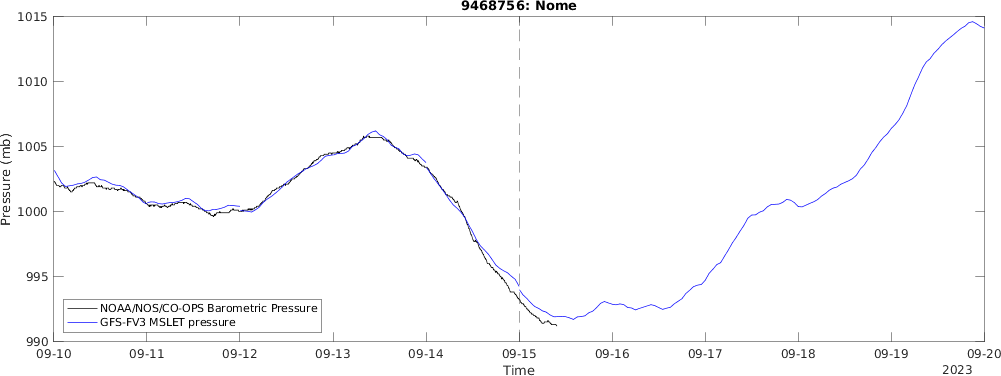 9468756: Nome
1015
1010
1005
1000
995
990
Pressure (mb)
NOAA/NOS/CO-OPS Barometric Pressure
GFS-FV3 MSLET pressure
09-10 09-11 09-12 09-13 09-14 09-15 09-16 09-17 09-18 09-19 09-20
Time
2023